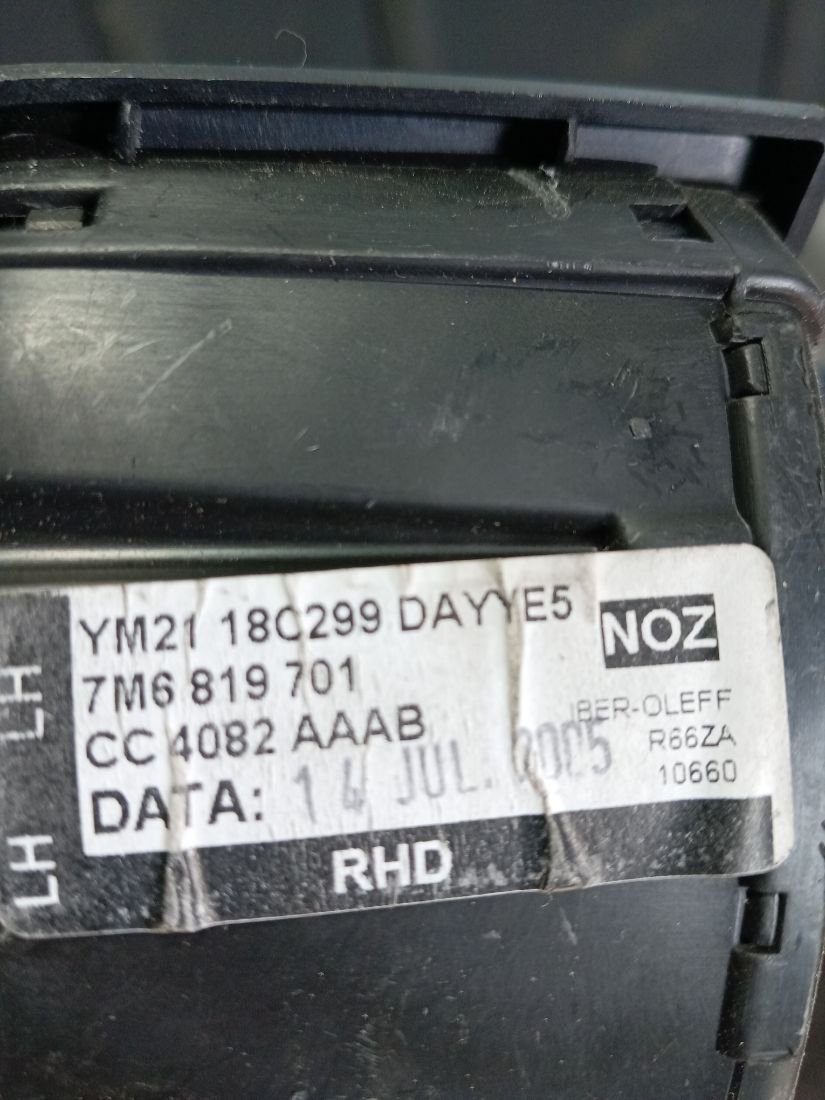 YM21 18C299 DAYYE5
NOZ
7M6 819 701
IBER-OLEFF
CC 4082 AAAB
R66ZA
10660
DATA: 14 JUL. 2005
RHD
LH
LH